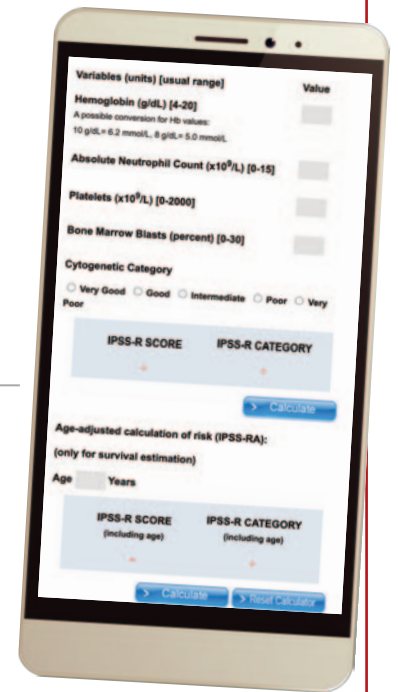 Variables (units) [usual range] Value
Hemoglobin (g/dL) [4-20]
A possible conversion for Hb values:
10 g/dL= 6.2 mmol/L, 8 g/dL= 5.0 mmol/L
Absolute Neutrophil Count (x10⁹/L) [0-15]
Platelets (x10⁹/L) [0-2000]
Bone Marrow Blasts (percent) [0-30]
Cytogenetic Category
Very Good Good Intermediate Poor Very
Poor
IPSS-R SCORE IPSS-R CATEGORY
> Calculate
Age-adjusted calculation of risk (IPSS-RA):
(only for survival estimation)
Age Years
IPSS-R SCORE IPSS-R CATEGORY
(including age) (including age)
> Calculate > Reset Calculator